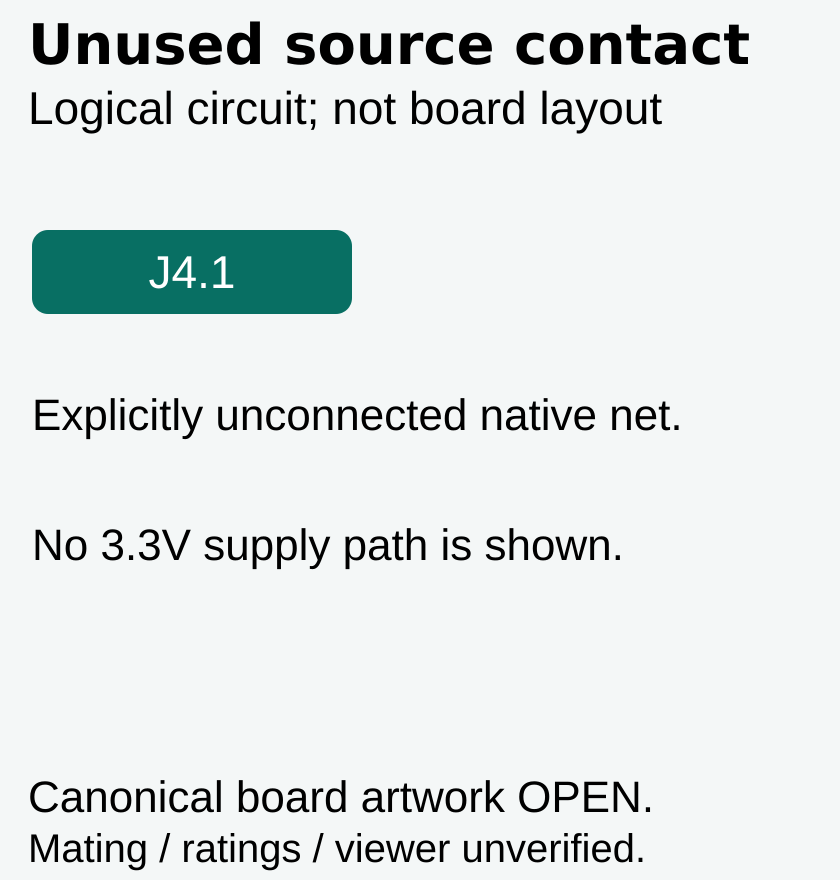 Unused source contact
Logical circuit; not board layout
J4.1
Explicitly unconnected native net.
No 3.3V supply path is shown.
Canonical board artwork OPEN.
Mating / ratings / viewer unverified.